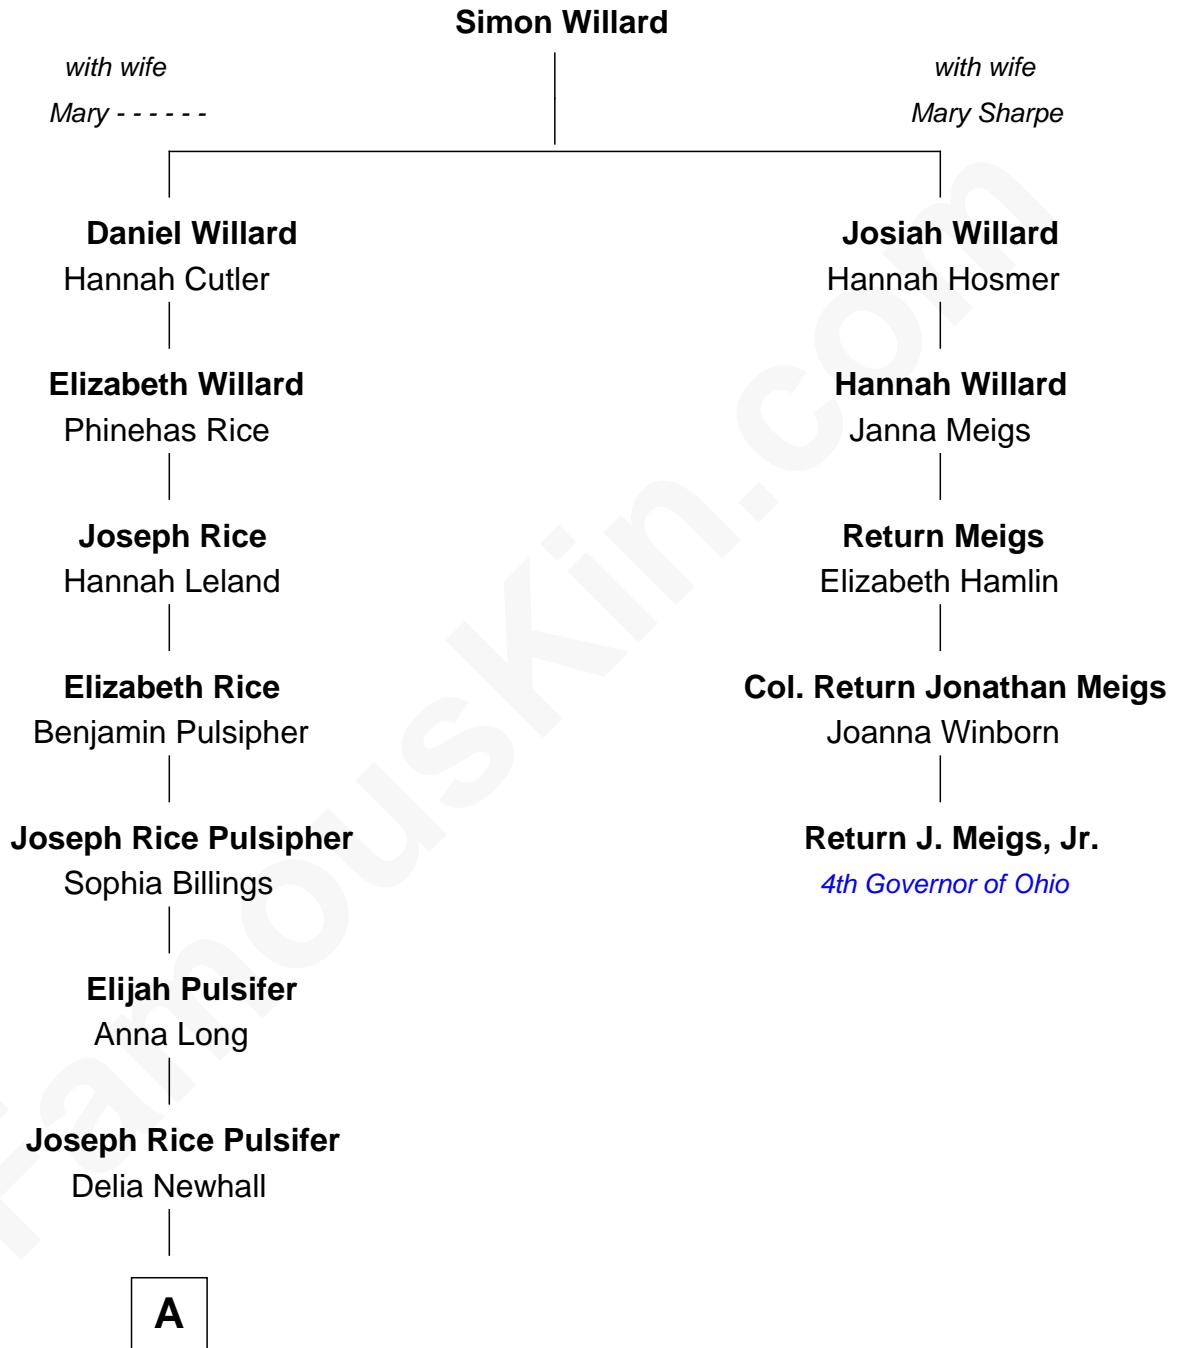 Simon Willard
with wife
Mary - - - - - -
with wife
Mary Sharpe
Daniel Willard
Hannah Cutler
Josiah Willard
Hannah Hosmer
Elizabeth Willard
Phinehas Rice
Hannah Willard
Janna Meigs
Joseph Rice
Hannah Leland
Return Meigs
Elizabeth Hamlin
Elizabeth Rice
Benjamin Pulsipher
Col. Return Jonathan Meigs
Joanna Winborn
Joseph Rice Pulsipher
Sophia Billings
Return J. Meigs, Jr.
4th Governor of Ohio
Elijah Pulsifer
Anna Long
Joseph Rice Pulsifer
Delia Newhall
A
FamousKin.com